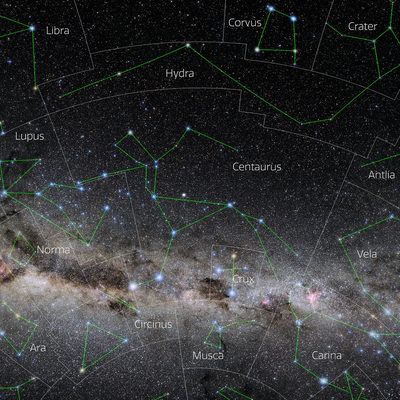 Corvus
Crater
Libra
Hydra
Lupus
Centaurus
Antlia
Norma
Vela
Crux
Circinus
Ara
Musca
Carina